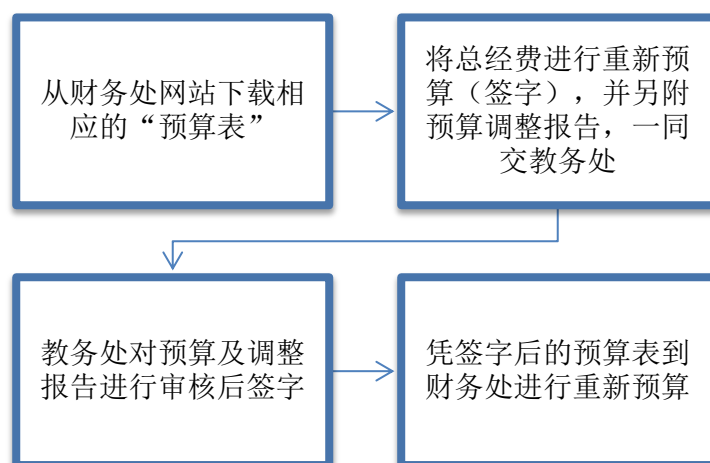 从财务处网站下载相
应的“预算表”
将总经费进行重新预
算（签字），并另附
预算调整报告，一同
交教务处
教务处对预算及调整
报告进行审核后签字
凭签字后的预算表到
财务处进行重新预算